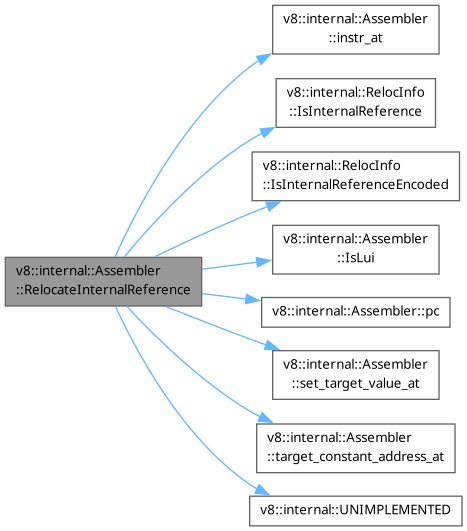 v8::internal::Assembler
::instr_at
v8::internal::RelocInfo
::IsInternalReference
v8::internal::RelocInfo
::IsInternalReferenceEncoded
v8::internal::Assembler
::IsLui
v8::internal::Assembler
::RelocateInternalReference
v8::internal::Assembler::pc
v8::internal::Assembler
::set_target_value_at
v8::internal::Assembler
::target_constant_address_at
v8::internal::UNIMPLEMENTED